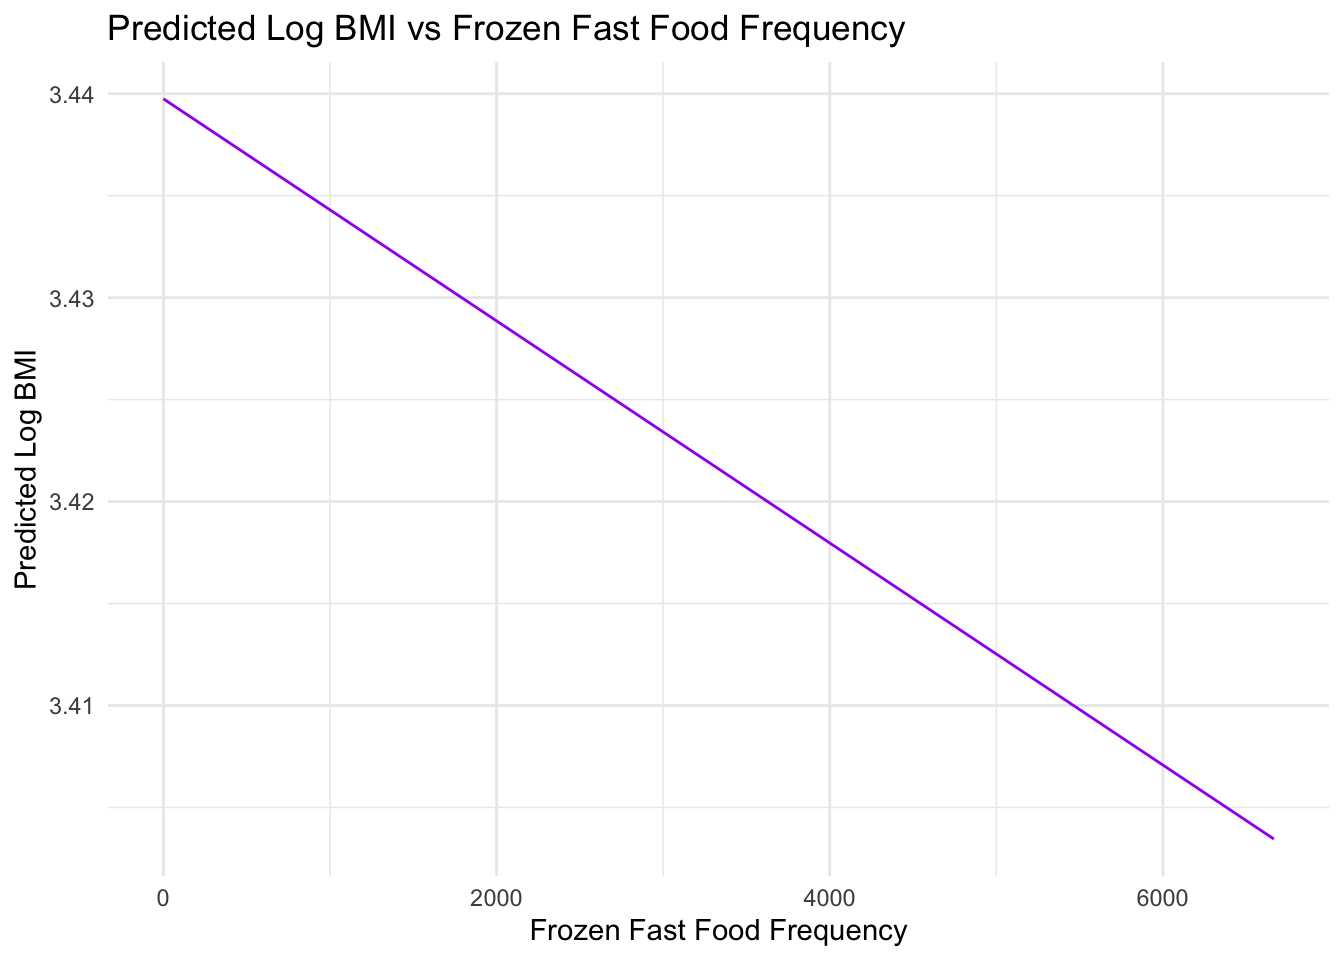 Predicted Log BMI vs Frozen Fast Food Frequency
3.44
3.43
3.42
3.41
Predicted Log BMI
0 2000 4000 6000
Frozen Fast Food Frequency